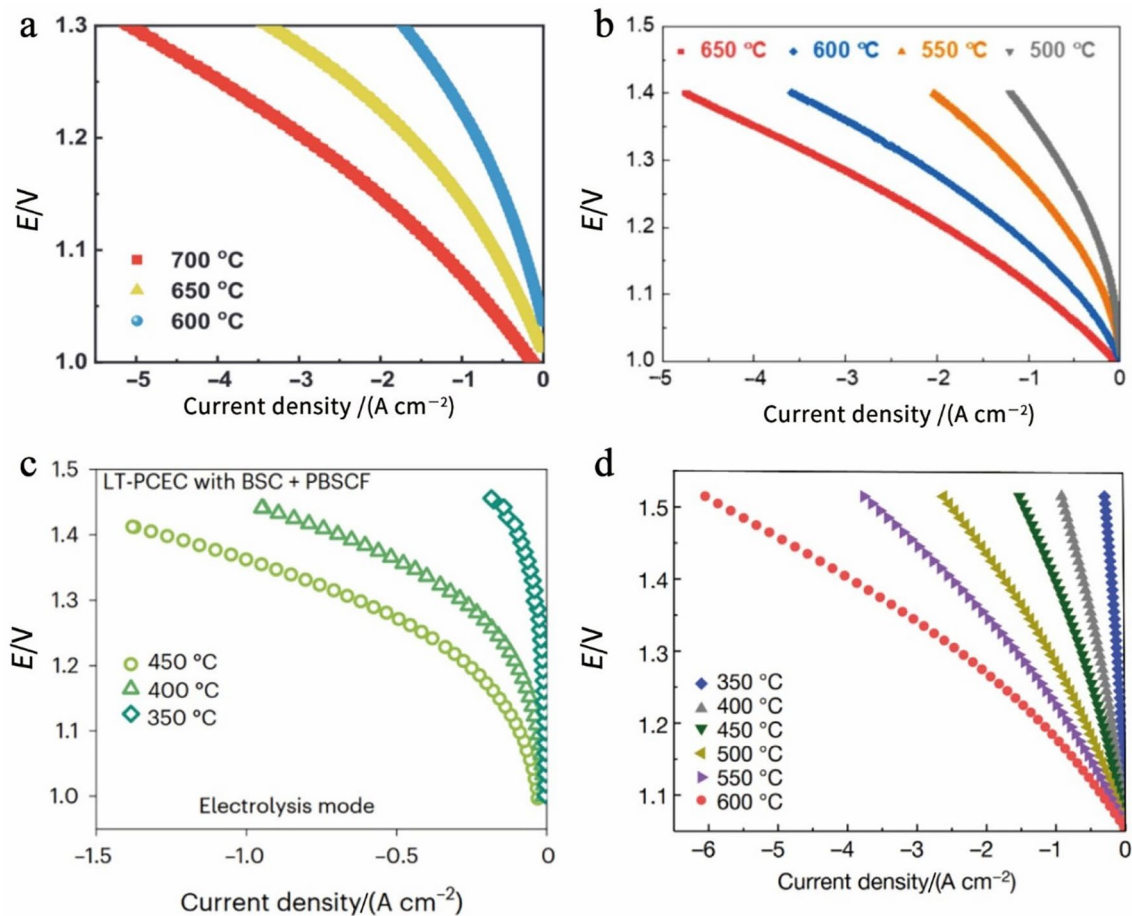 a
1.3
1.2
1.1
1.0
E/V
700 °C
650 °C
600 °C
−5 −4 −3 −2 −1 0
Current density /(A cm⁻²)
b
1.5
1.4
1.3
1.2
1.1
1.0
E/V
650 °C 600 °C 550 °C 500 °C
−5 −4 −3 −2 −1 0
Current density /(A cm⁻²)
c
LT-PCEC with BSC + PBSCF
1.5
1.4
1.3
1.2
1.1
1.0
E/V
450 °C
400 °C
350 °C
Electrolysis mode
−1.5 −1.0 −0.5 0
Current density/(A cm⁻²)
d
1.5
1.4
1.3
1.2
1.1
E/V
350 °C
400 °C
450 °C
500 °C
550 °C
600 °C
−6 −5 −4 −3 −2 −1 0
Current density/(A cm⁻²)